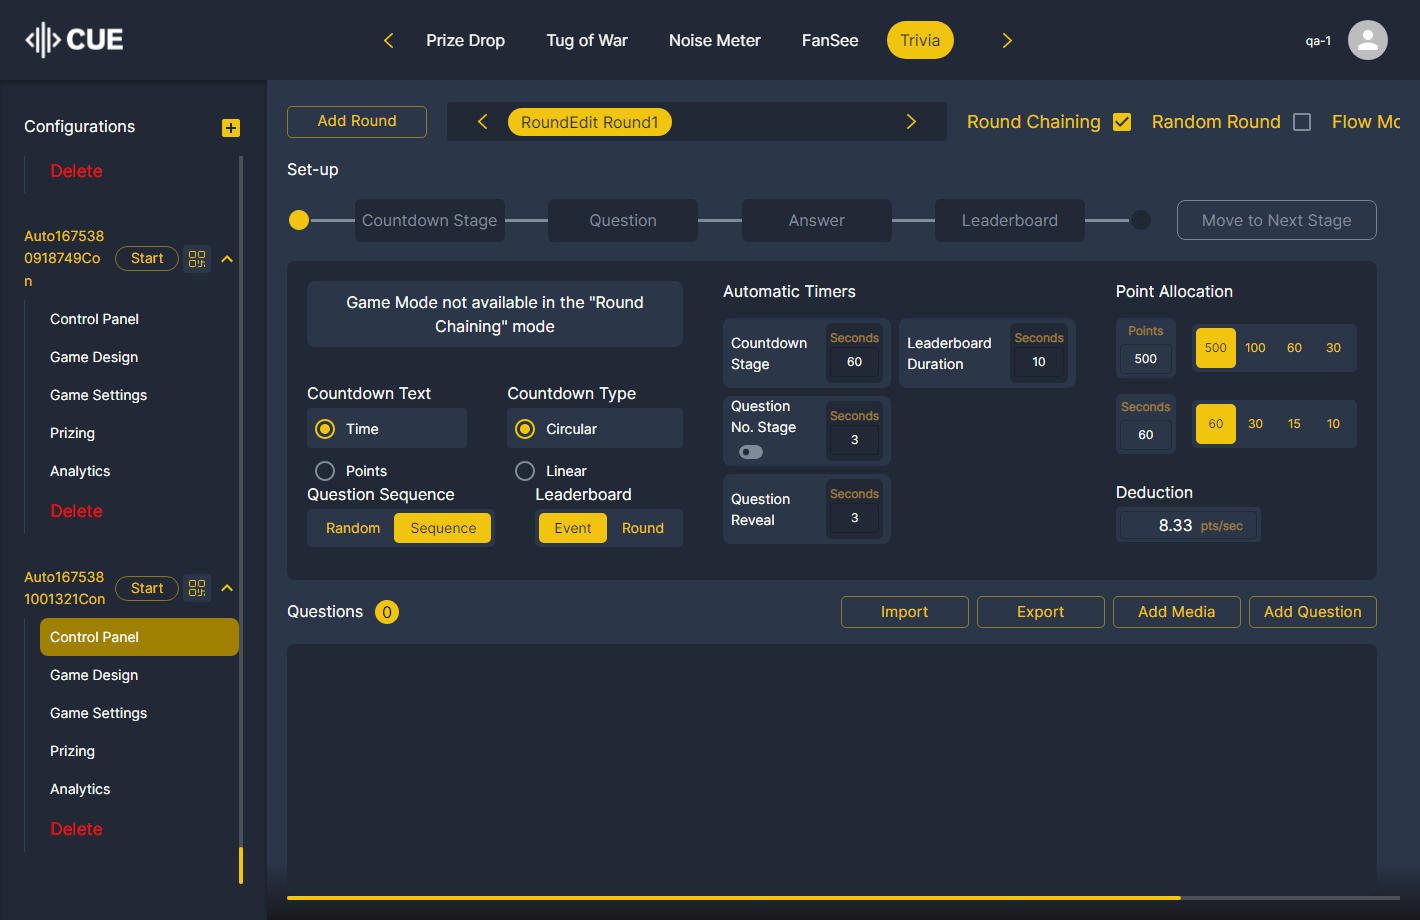 CUE
Prize Drop
Tug of War
Noise Meter
FanSee
Trivia
qa-1
Configurations
Delete
Auto167538
0918749Co
n
Start
Control Panel
Game Design
Game Settings
Prizing
Analytics
Delete
Auto167538
1001321Con
Start
Control Panel
Game Design
Game Settings
Prizing
Analytics
Delete
Add Round
RoundEdit Round1
Round Chaining
Random Round
Flow Mo
Set-up
Countdown Stage
Question
Answer
Leaderboard
Move to Next Stage
Game Mode not available in the "Round
Chaining" mode
Countdown Text
Time
Points
Countdown Type
Circular
Linear
Question Sequence
Random
Sequence
Leaderboard
Event
Round
Automatic Timers
Countdown
Stage
Seconds
60
Leaderboard
Duration
Seconds
10
Question
No. Stage
Seconds
3
Question
Reveal
Seconds
3
Point Allocation
Points
500
500
100
60
30
Seconds
60
60
30
15
10
Deduction
8.33 pts/sec
Questions 0
Import
Export
Add Media
Add Question